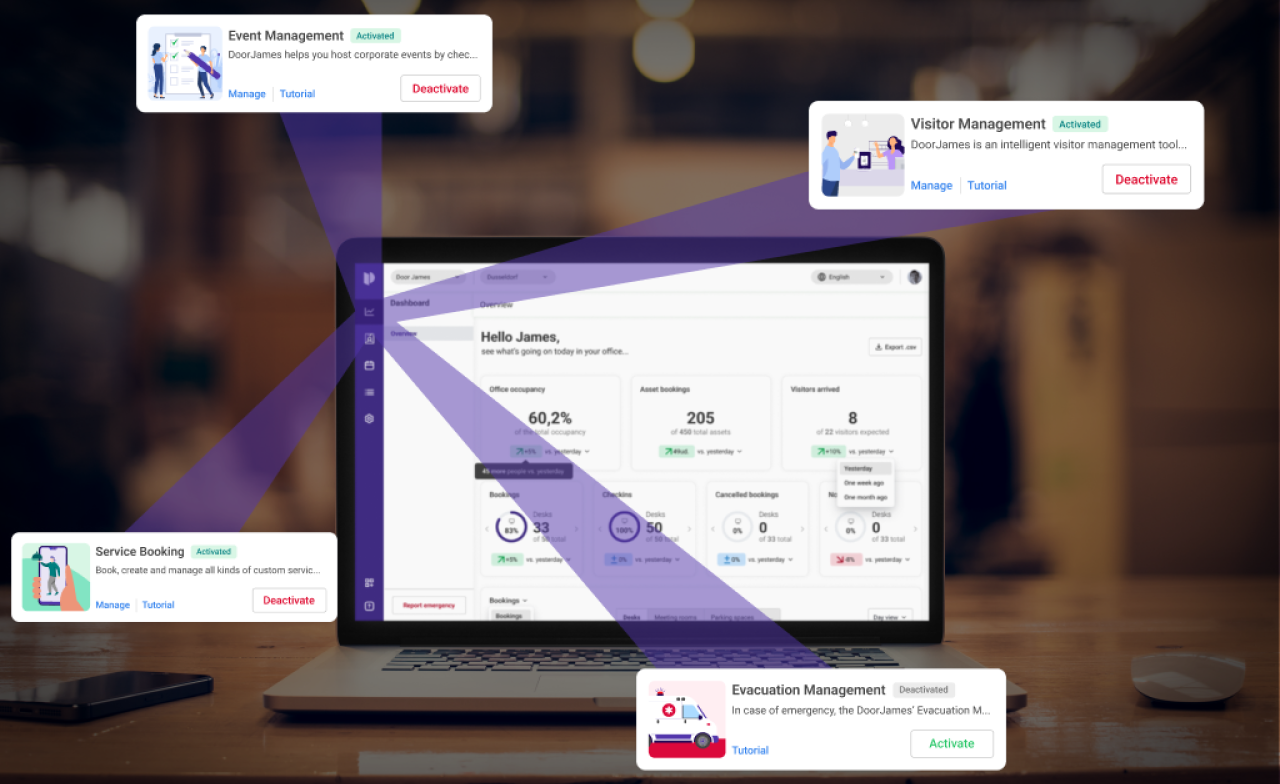 Event Management Activated
DoorJames helps you host corporate events by chec...
Manage Tutorial Deactivate
Visitor Management Activated
DoorJames is an intelligent visitor management tool...
Manage Tutorial Deactivate
Door James Dusseldorf English
Dashboard Overview
Overview
Hello James,
see what's going on today in your office...
Export .csv
Office occupancy Asset bookings Visitors arrived
60,2% 205 8
of the total occupancy of 450 total assets of 22 visitors expected
+5% vs. yesterday vs. yesterday +10% vs. yesterday
45 more people vs. yesterday
Yesterday
One week ago
One month ago
Bookings Checkins Cancelled bookings No
83% Desks 33 100% Desks 50 0% Desks 0 0% Desks 0
of 50 total of 50 total of 33 total of 33 total
+5% vs. yesterday vs. yesterday 0% vs. yesterday 0% vs. yesterday
Report emergency
Bookings
Bookings Desks Meeting rooms Parking spaces Day view
Service Booking Activated
Book, create and manage all kinds of custom servic...
Manage Tutorial Deactivate
Evacuation Management Deactivated
In case of emergency, the DoorJames' Evacuation M...
Tutorial Activate